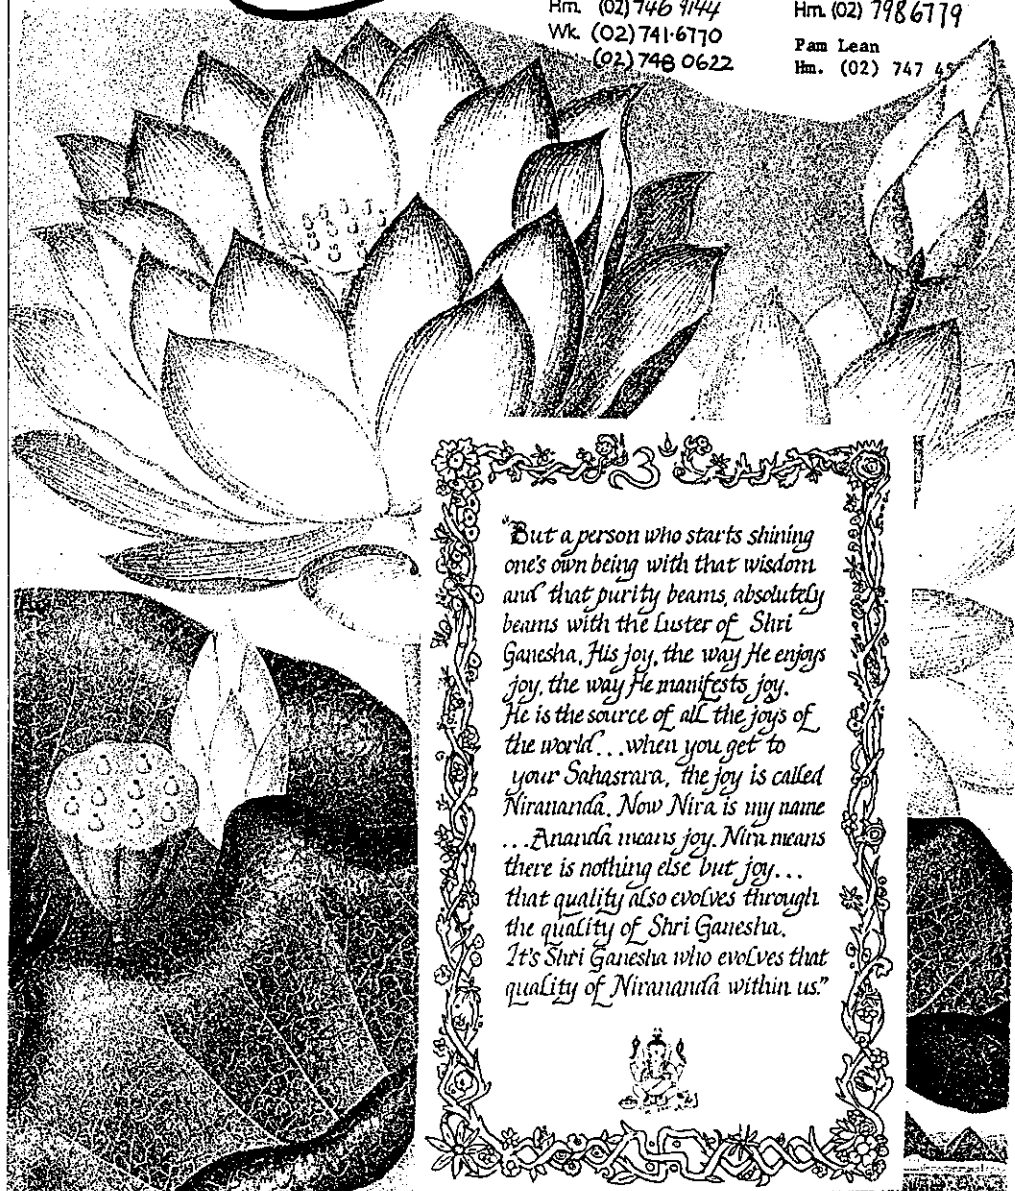 Hm. (02) 746 9144
Wk. (02) 741·6770
(02) 748 0622
Hm. (02) 7986779
Pam Lean
Hm. (02) 747
"But a person who starts shining
one's own being with that wisdom
and that purity beams, absolutely
beams with the luster of Shri
Ganesha, His joy, the way He enjoys
joy, the way He manifests joy.
He is the source of all the joys of
the world...when you get to
your Sahasrara, the joy is called
Nirananda. Now Nira is my name
...Ananda means joy. Nira means
there is nothing else but joy...
that quality also evolves through
the quality of Shri Ganesha.
It's Shri Ganesha who evolves that
quality of Nirananda within us."